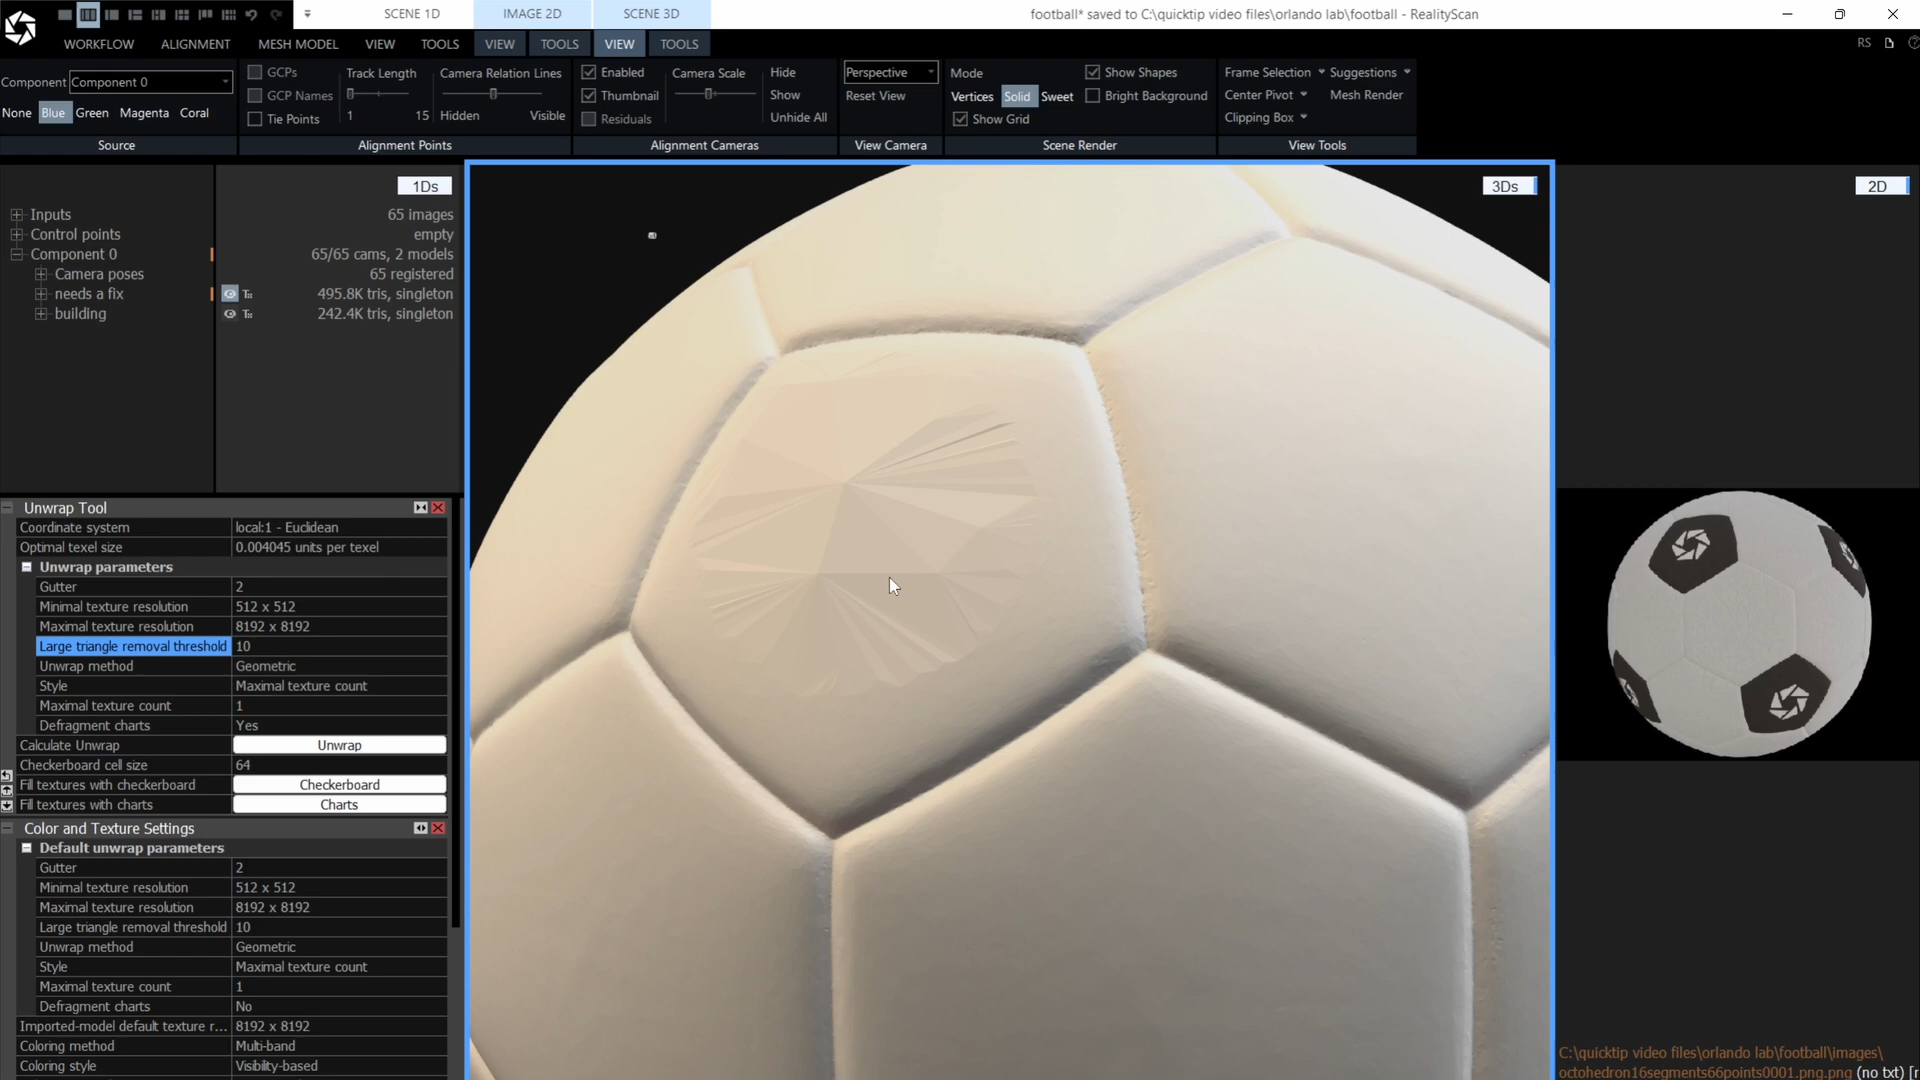 SCENE 1D
IMAGE 2D
SCENE 3D
football* saved to C:\quicktip video files\orlando lab\football - RealityScan
WORKFLOW
ALIGNMENT
MESH MODEL
VIEW
TOOLS
VIEW
TOOLS
VIEW
TOOLS
RS
Component
Component 0
None
Blue
Green
Magenta
Coral
Source
GCPs
GCP Names
Tie Points
Track Length
1
15
Camera Relation Lines
Hidden
Visible
Alignment Points
Enabled
Thumbnail
Residuals
Camera Scale
Hide
Show
Unhide All
Alignment Cameras
Perspective
Reset View
View Camera
Mode
Vertices
Solid
Sweet
Show Grid
Show Shapes
Bright Background
Scene Render
Frame Selection
Center Pivot
Clipping Box
Suggestions
Mesh Render
View Tools
1Ds
Inputs 65 images
Control points empty
Component 0 65/65 cams, 2 models
Camera poses 65 registered
needs a fix 495.8K tris, singleton
building 242.4K tris, singleton
3Ds
2D
Unwrap Tool
Coordinate system local:1 - Euclidean
Optimal texel size 0.004045 units per texel
Unwrap parameters
Gutter 2
Minimal texture resolution 512 x 512
Maximal texture resolution 8192 x 8192
Large triangle removal threshold 10
Unwrap method Geometric
Style Maximal texture count
Maximal texture count 1
Defragment charts Yes
Calculate Unwrap Unwrap
Checkerboard cell size 64
Fill textures with checkerboard Checkerboard
Fill textures with charts Charts
Color and Texture Settings
Default unwrap parameters
Gutter 2
Minimal texture resolution 512 x 512
Maximal texture resolution 8192 x 8192
Large triangle removal threshold 10
Unwrap method Geometric
Style Maximal texture count
Maximal texture count 1
Defragment charts No
Imported-model default texture r... 8192 x 8192
Coloring method Multi-band
Coloring style Visibility-based
C:\quicktip video files\orlando lab\football\images\
octohedron16segments66points0001.png.png (no txt) [r